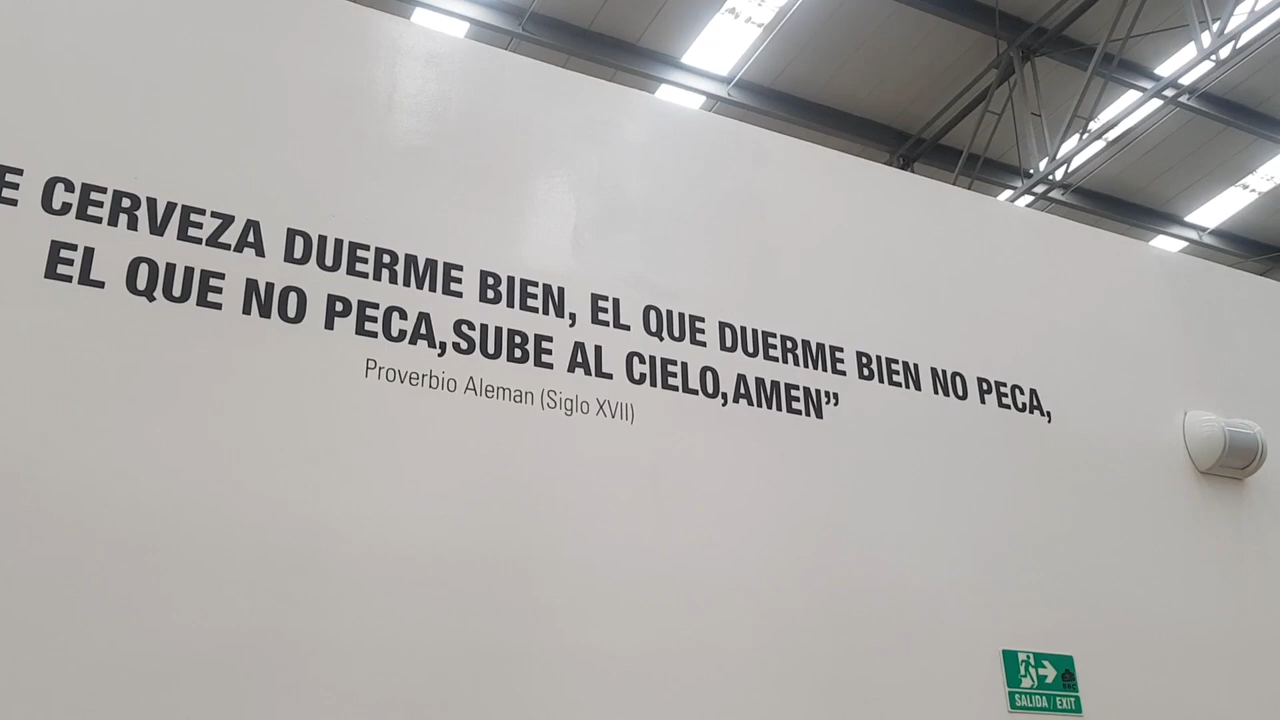 E CERVEZA DUERME BIEN, EL QUE DUERME BIEN NO PECA,
EL QUE NO PECA,SUBE AL CIELO,AMEN”
Proverbio Aleman (Siglo XVII)
SALIDA / EXIT